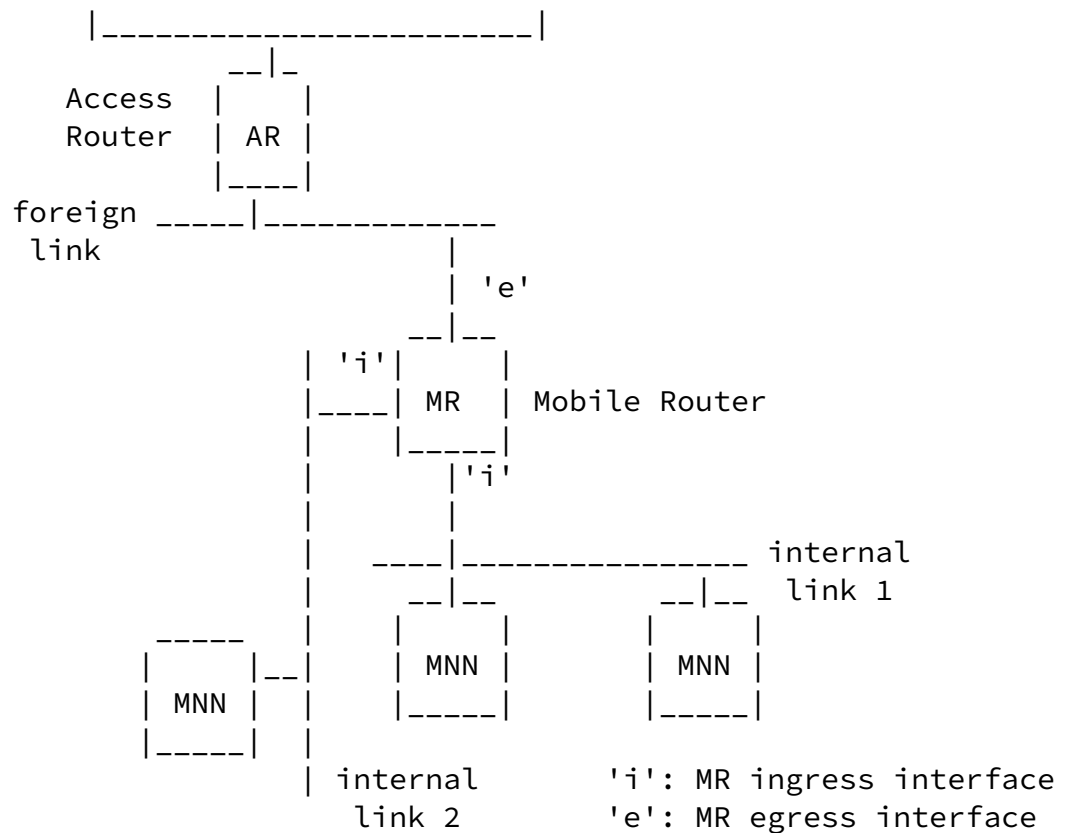 Access
Router
AR
foreign
link
'e'
'i'
MR
Mobile Router
'i'
internal
link 1
MNN
MNN
MNN
internal
link 2
'i': MR ingress interface
'e': MR egress interface